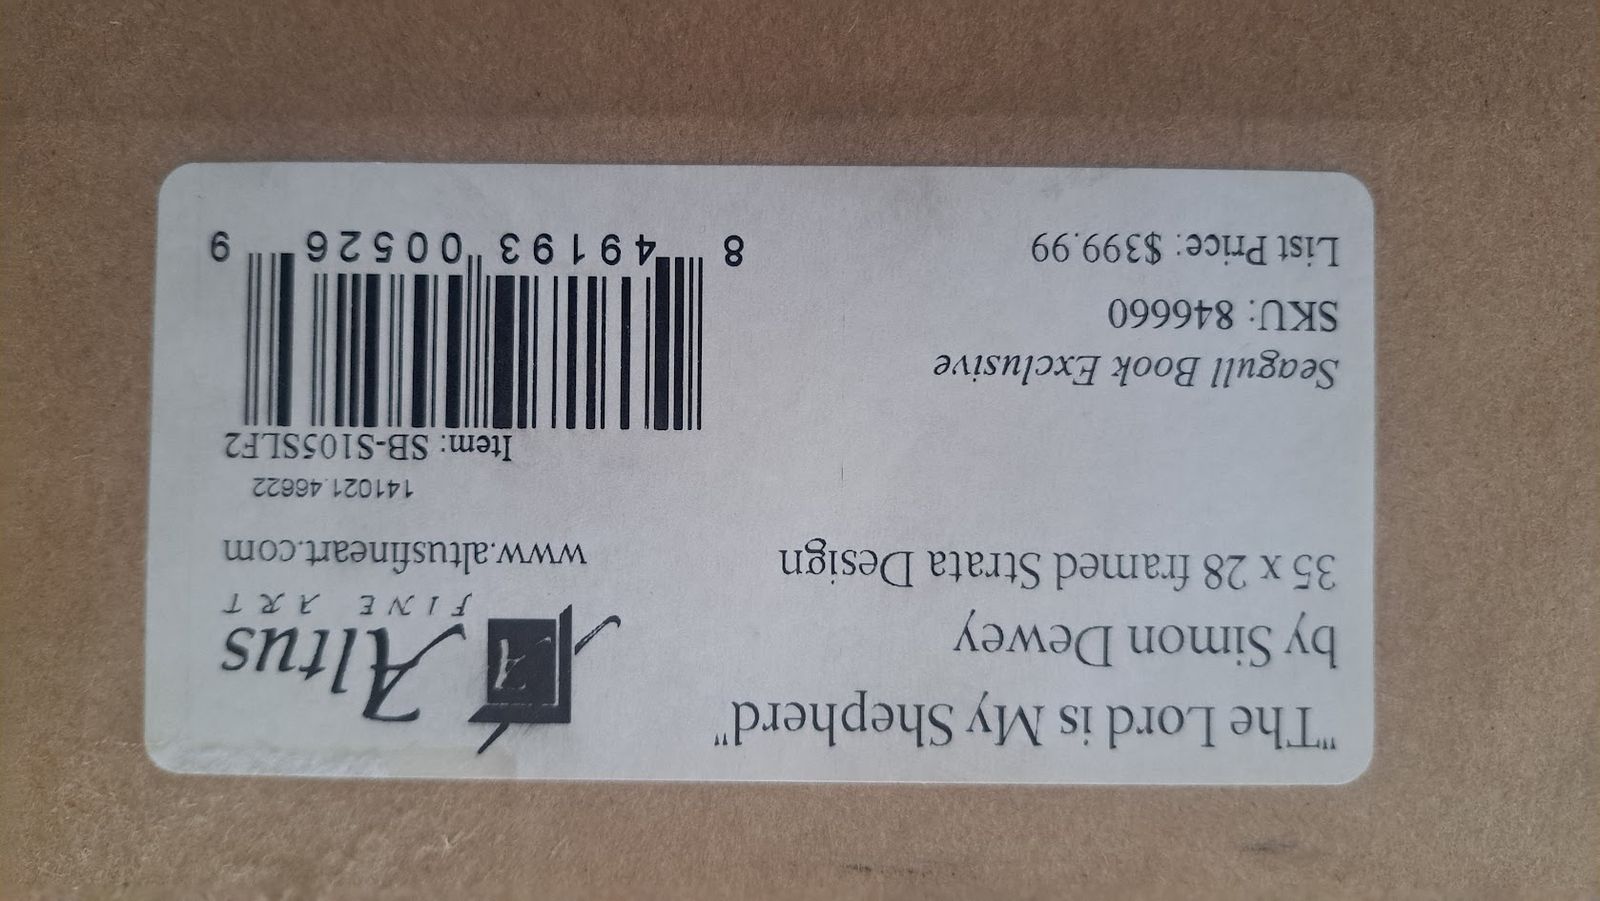 "The Lord is My Shepherd"
by Simon Dewey
35 x 28 framed Strata Design
Altus
FINE ART
www.altusfineart.com
141021.46622
Item: SB-S105SLF2
Seagull Book Exclusive
SKU: 846660
List Price: $399.99
8 49193 00526 9